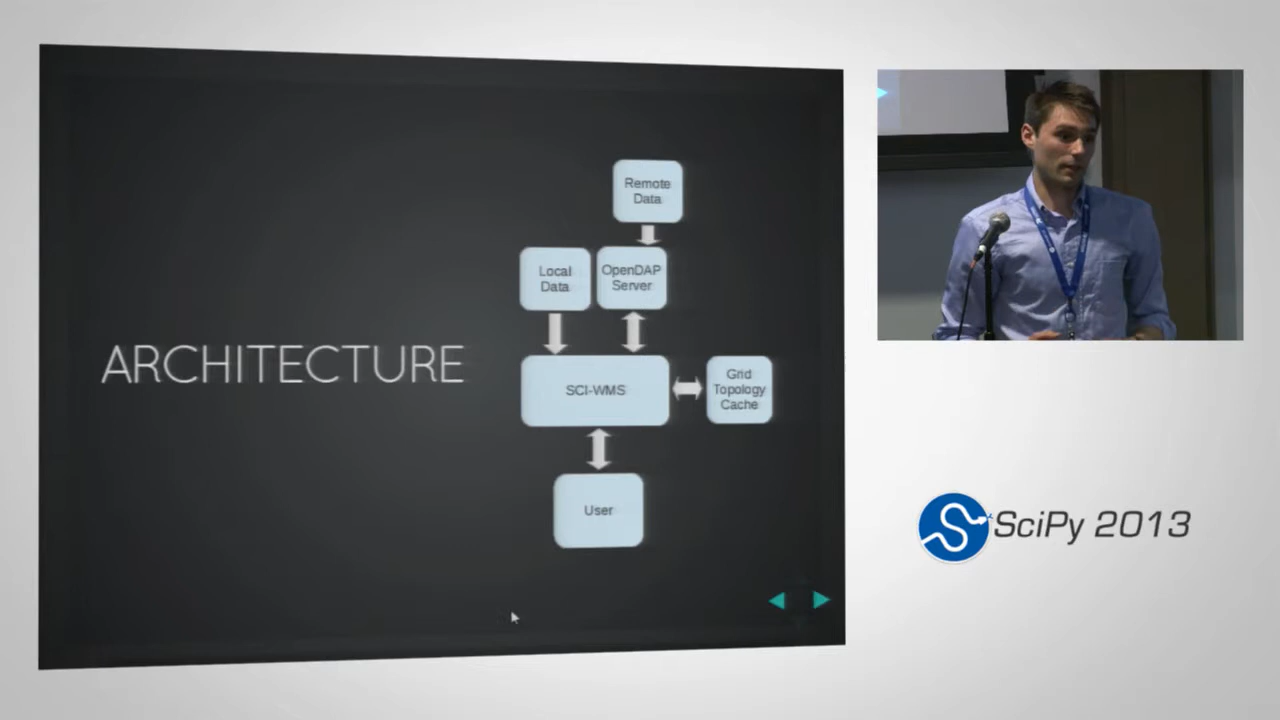 ARCHITECTURE
Remote
Data
Local
Data
OpenDAP
Server
SCI-WMS
Grid
Topology
Cache
User
SciPy 2013